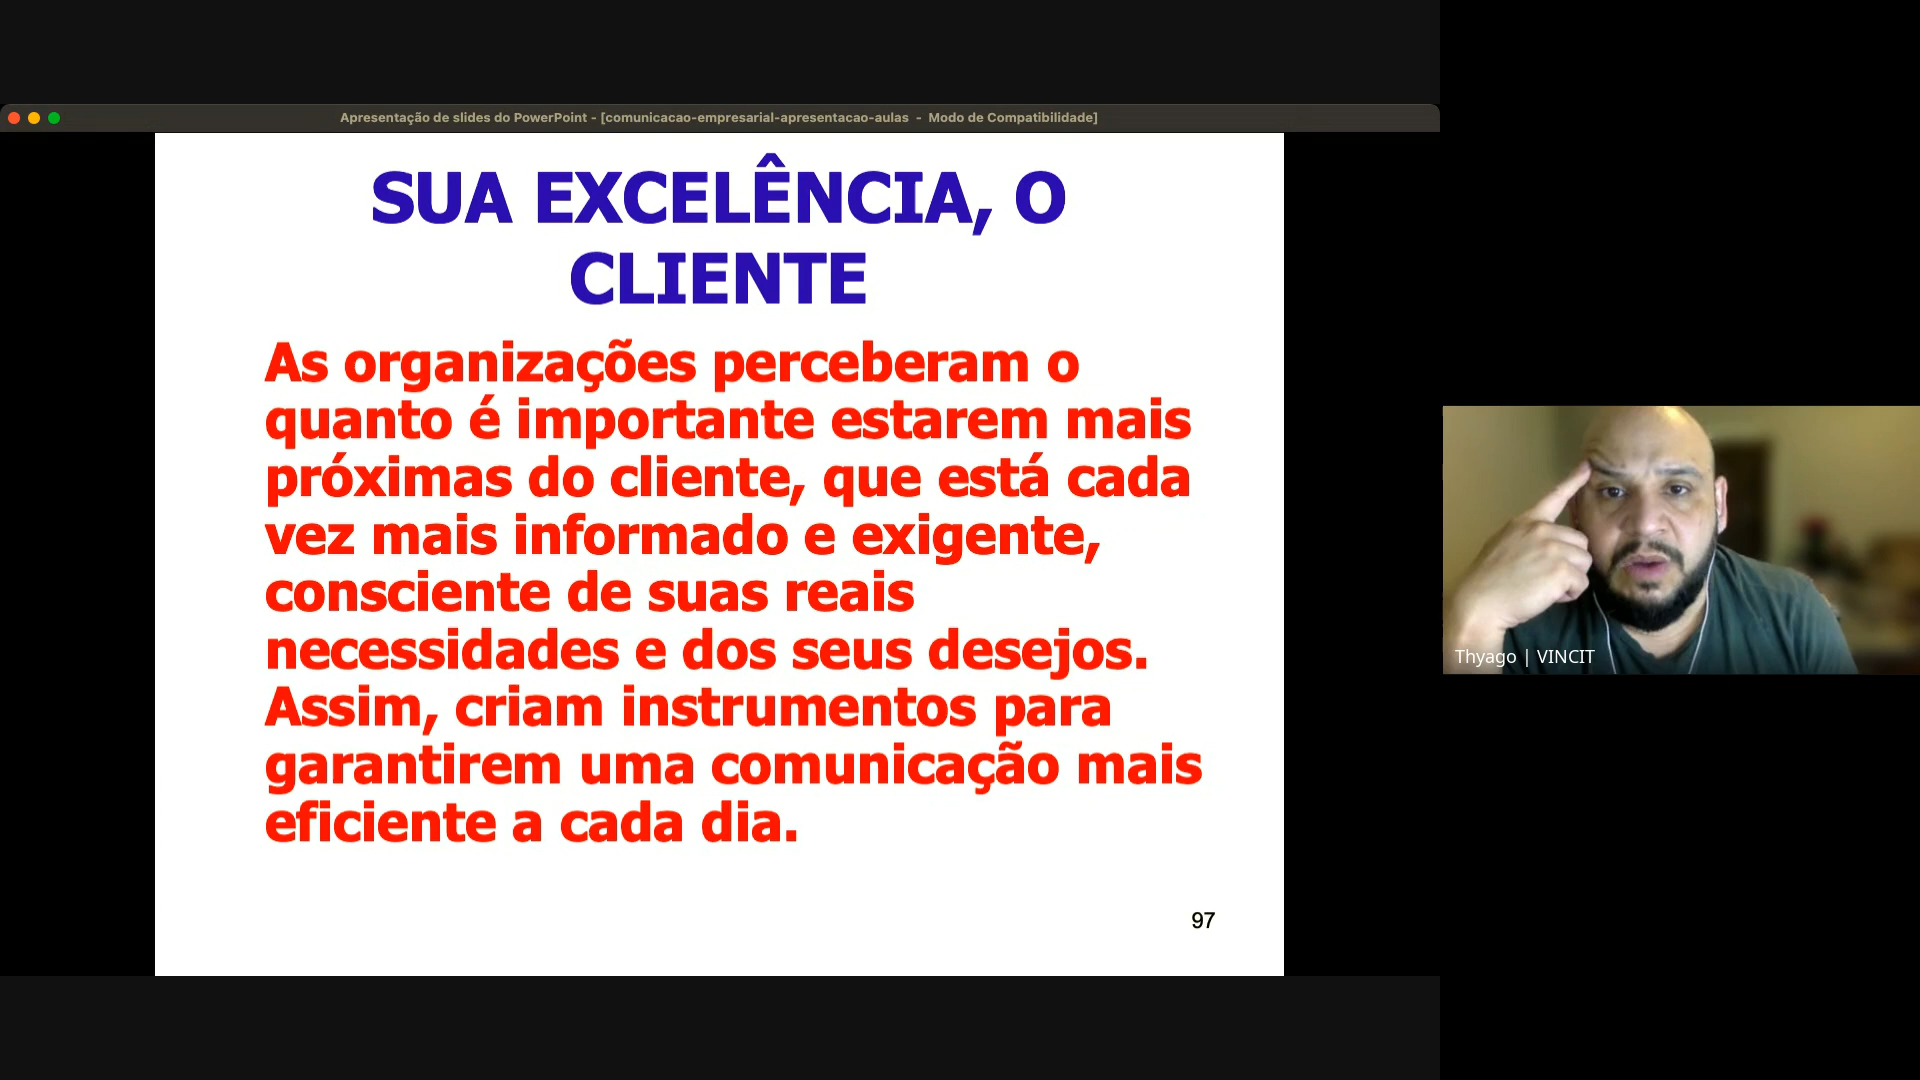 Apresentação de slides do PowerPoint - [comunicacao-empresarial-apresentacao-aulas - Modo de Compatibilidade]
SUA EXCELÊNCIA, O
CLIENTE
As organizações perceberam o
quanto é importante estarem mais
próximas do cliente, que está cada
vez mais informado e exigente,
consciente de suas reais
necessidades e dos seus desejos.
Assim, criam instrumentos para
garantirem uma comunicação mais
eficiente a cada dia.
97
Thyago | VINCIT